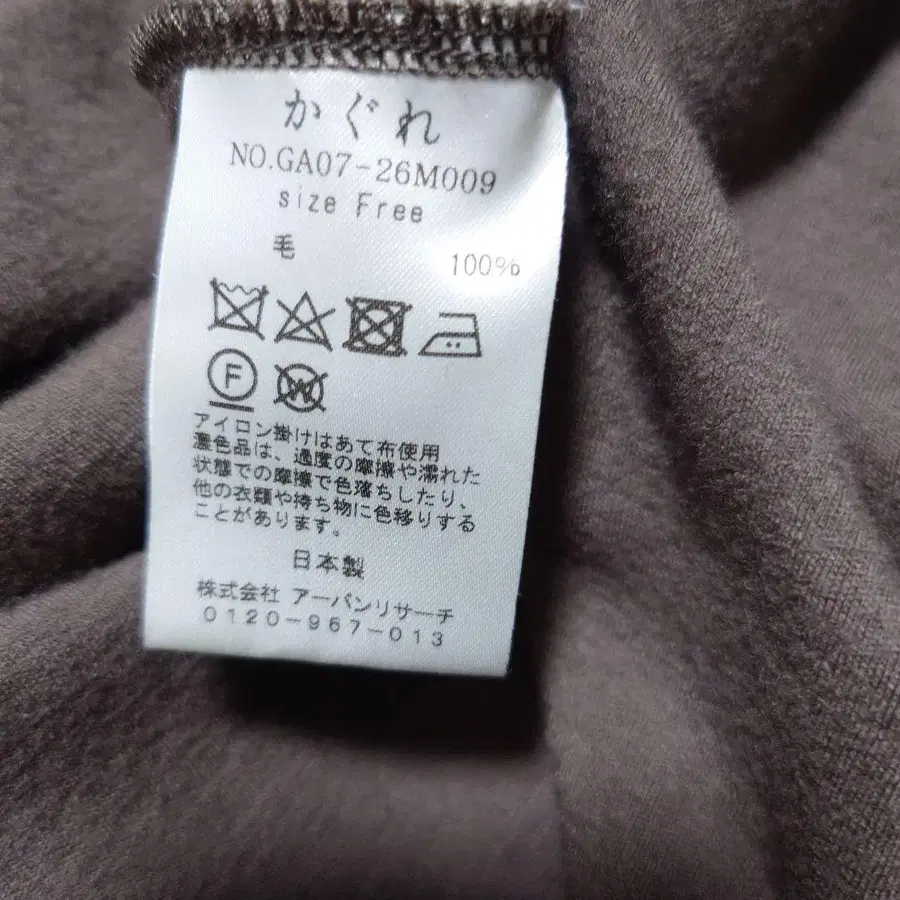 かぐれ
NO.GA07-26M009
size Free
毛 100%
F W
アイロン掛けはあて布使用
濃色品は、過度の摩擦や濡れた
状態での摩擦で色落ちしたり、
他の衣類や持ち物に色移りする
ことがあります。
日本製
株式会社 アーバンリサーチ
0120-967-013